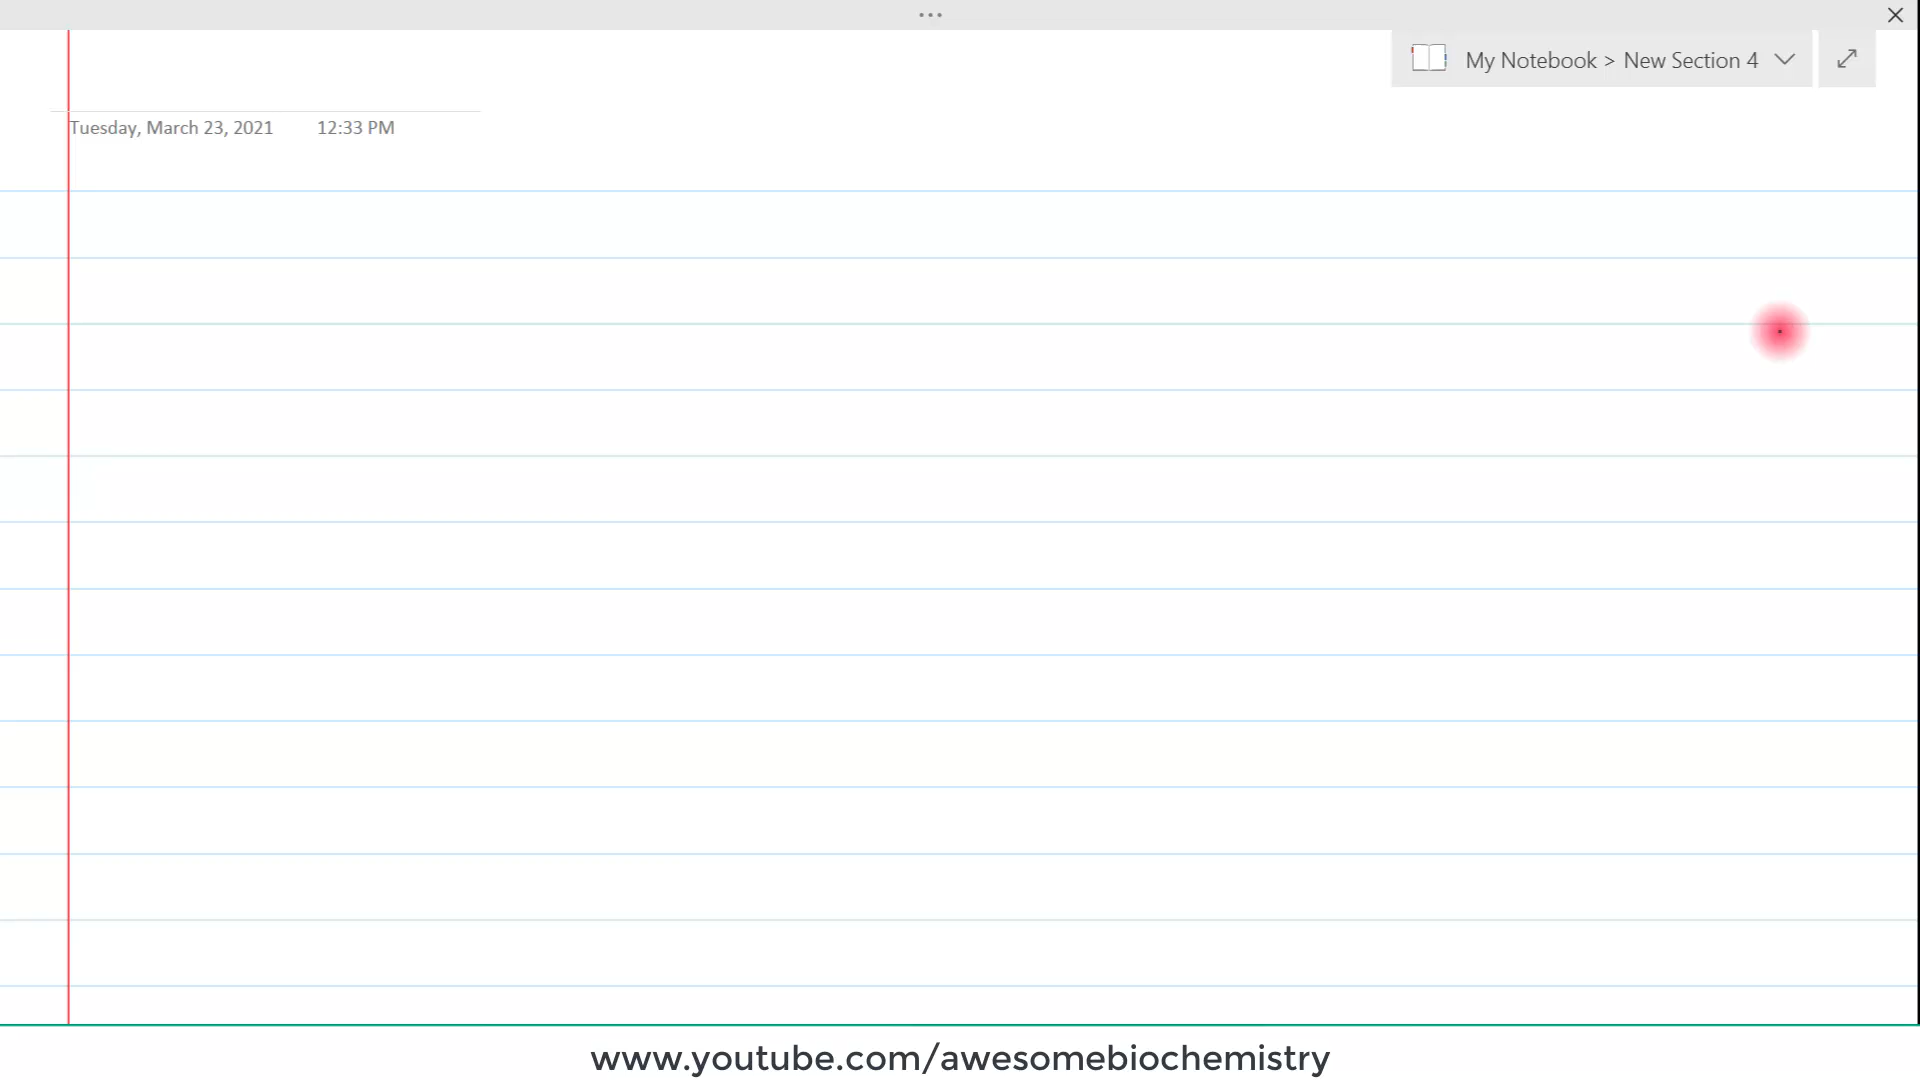 My Notebook > New Section 4
Tuesday, March 23, 2021 12:33 PM
www.youtube.com/awesomebiochemistry